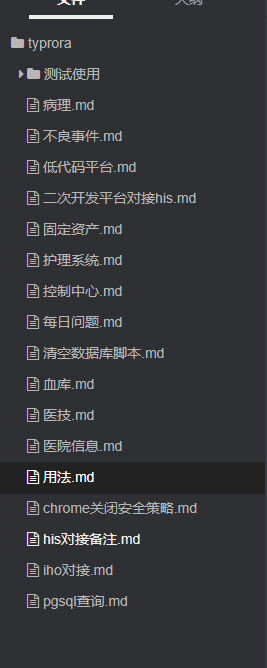 文件 大纲
typrora
测试使用
病理.md
不良事件.md
低代码平台.md
二次开发平台对接his.md
固定资产.md
护理系统.md
控制中心.md
每日问题.md
清空数据库脚本.md
血库.md
医技.md
医院信息.md
用法.md
chrome关闭安全策略.md
his对接备注.md
iho对接.md
pgsql查询.md